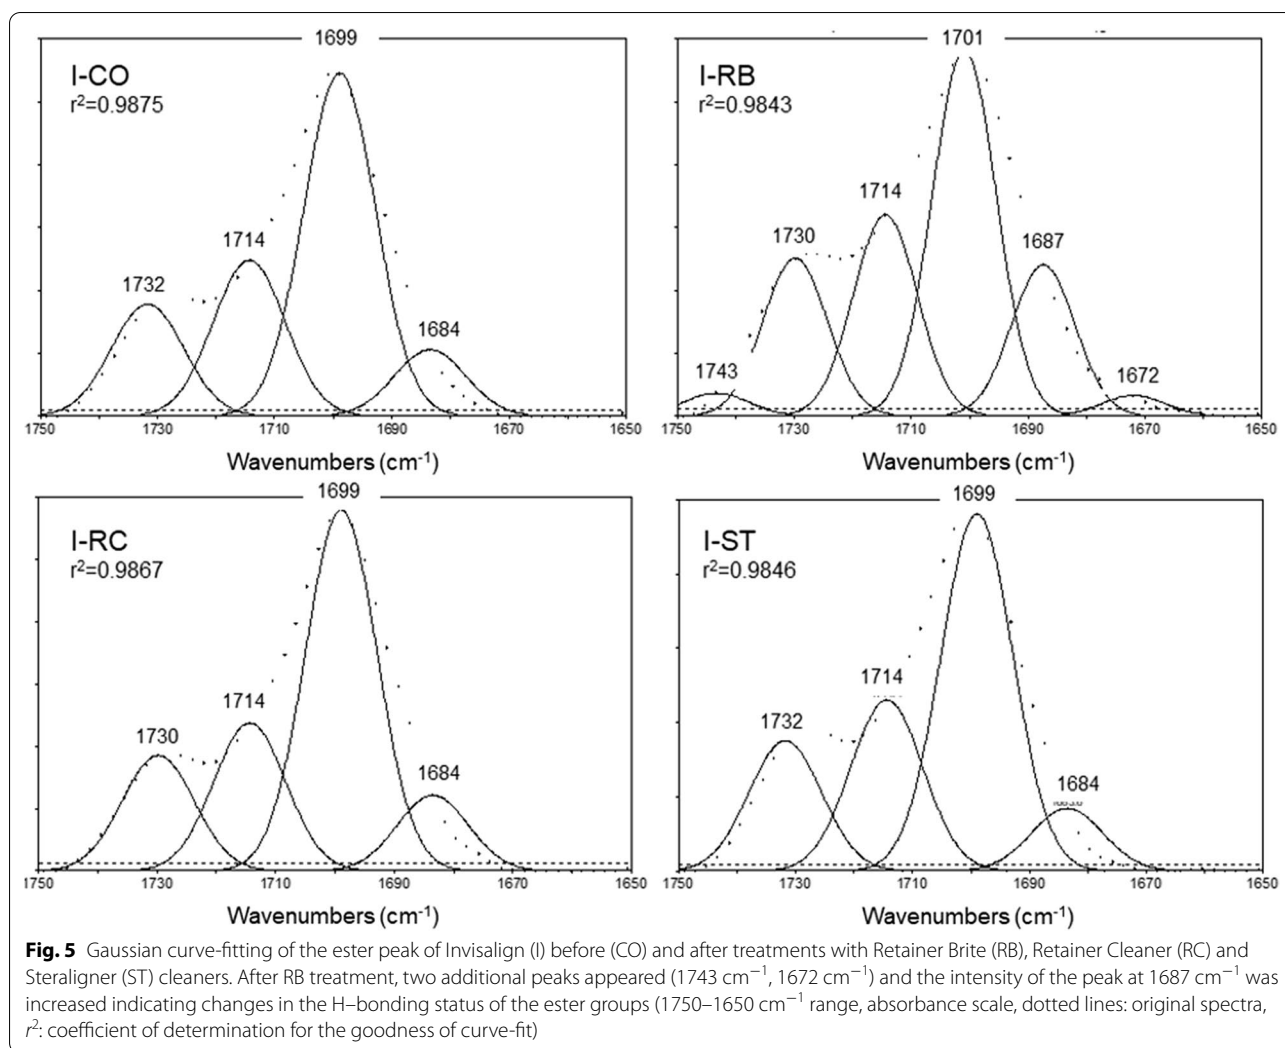 1699
I-CO
r²=0.9875
1714
1732
1684
1750 1730 1710 1690 1670 1650
Wavenumbers (cm⁻¹)
1701
I-RB
r²=0.9843
1714
1730
1687
1743
1672
1750 1730 1710 1690 1670 1650
Wavenumbers (cm⁻¹)
1699
I-RC
r²=0.9867
1714
1730
1684
1750 1730 1710 1690 1670 1650
Wavenumbers (cm⁻¹)
1699
I-ST
r²=0.9846
1714
1732
1684
1750 1730 1710 1690 1670 1650
Wavenumbers (cm⁻¹)
Fig. 5 Gaussian curve-fitting of the ester peak of Invisalign (I) before (CO) and after treatments with Retainer Brite (RB), Retainer Cleaner (RC) and
Steraligner (ST) cleaners. After RB treatment, two additional peaks appeared (1743 cm⁻¹, 1672 cm⁻¹) and the intensity of the peak at 1687 cm⁻¹ was
increased indicating changes in the H–bonding status of the ester groups (1750–1650 cm⁻¹ range, absorbance scale, dotted lines: original spectra,
r²: coefficient of determination for the goodness of curve-fit)